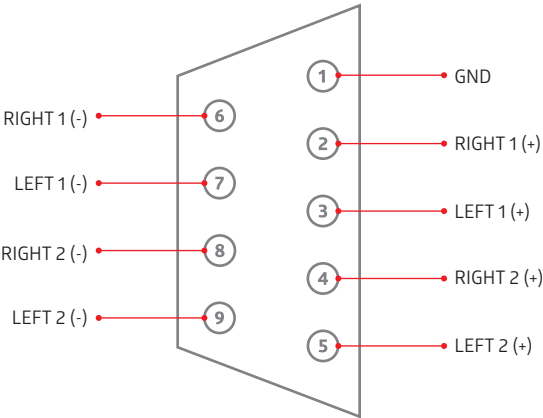 1 GND
RIGHT 1 (-) 6
2 RIGHT 1 (+)
LEFT 1 (-) 7
3 LEFT 1 (+)
RIGHT 2 (-) 8
4 RIGHT 2 (+)
LEFT 2 (-) 9
5 LEFT 2 (+)